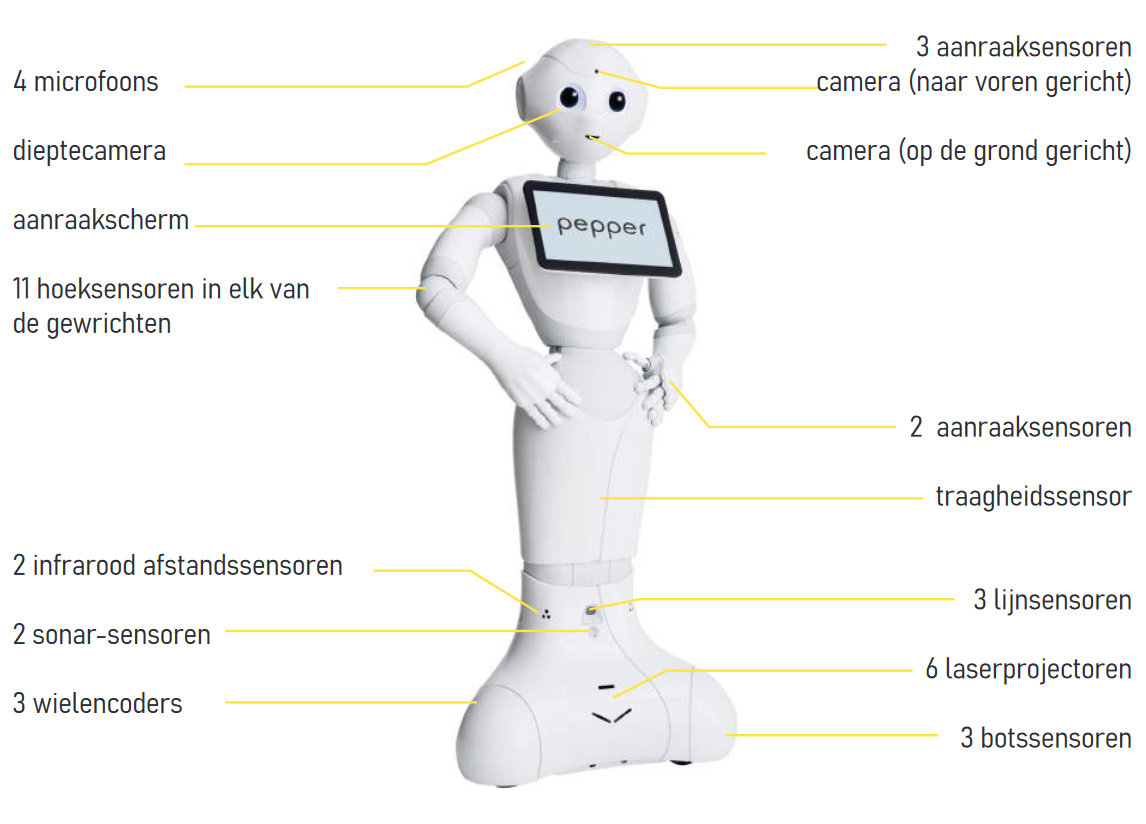 3 aanraaksensoren
4 microfoons
camera (naar voren gericht)
dieptecamera
camera (op de grond gericht)
aanraakscherm
pepper
11 hoeksensoren in elk van
de gewrichten
2 aanraaksensoren
traagheidssensor
2 infrarood afstandssensoren
3 lijnsensoren
2 sonar-sensoren
6 laserprojectoren
3 wielencoders
3 botssensoren